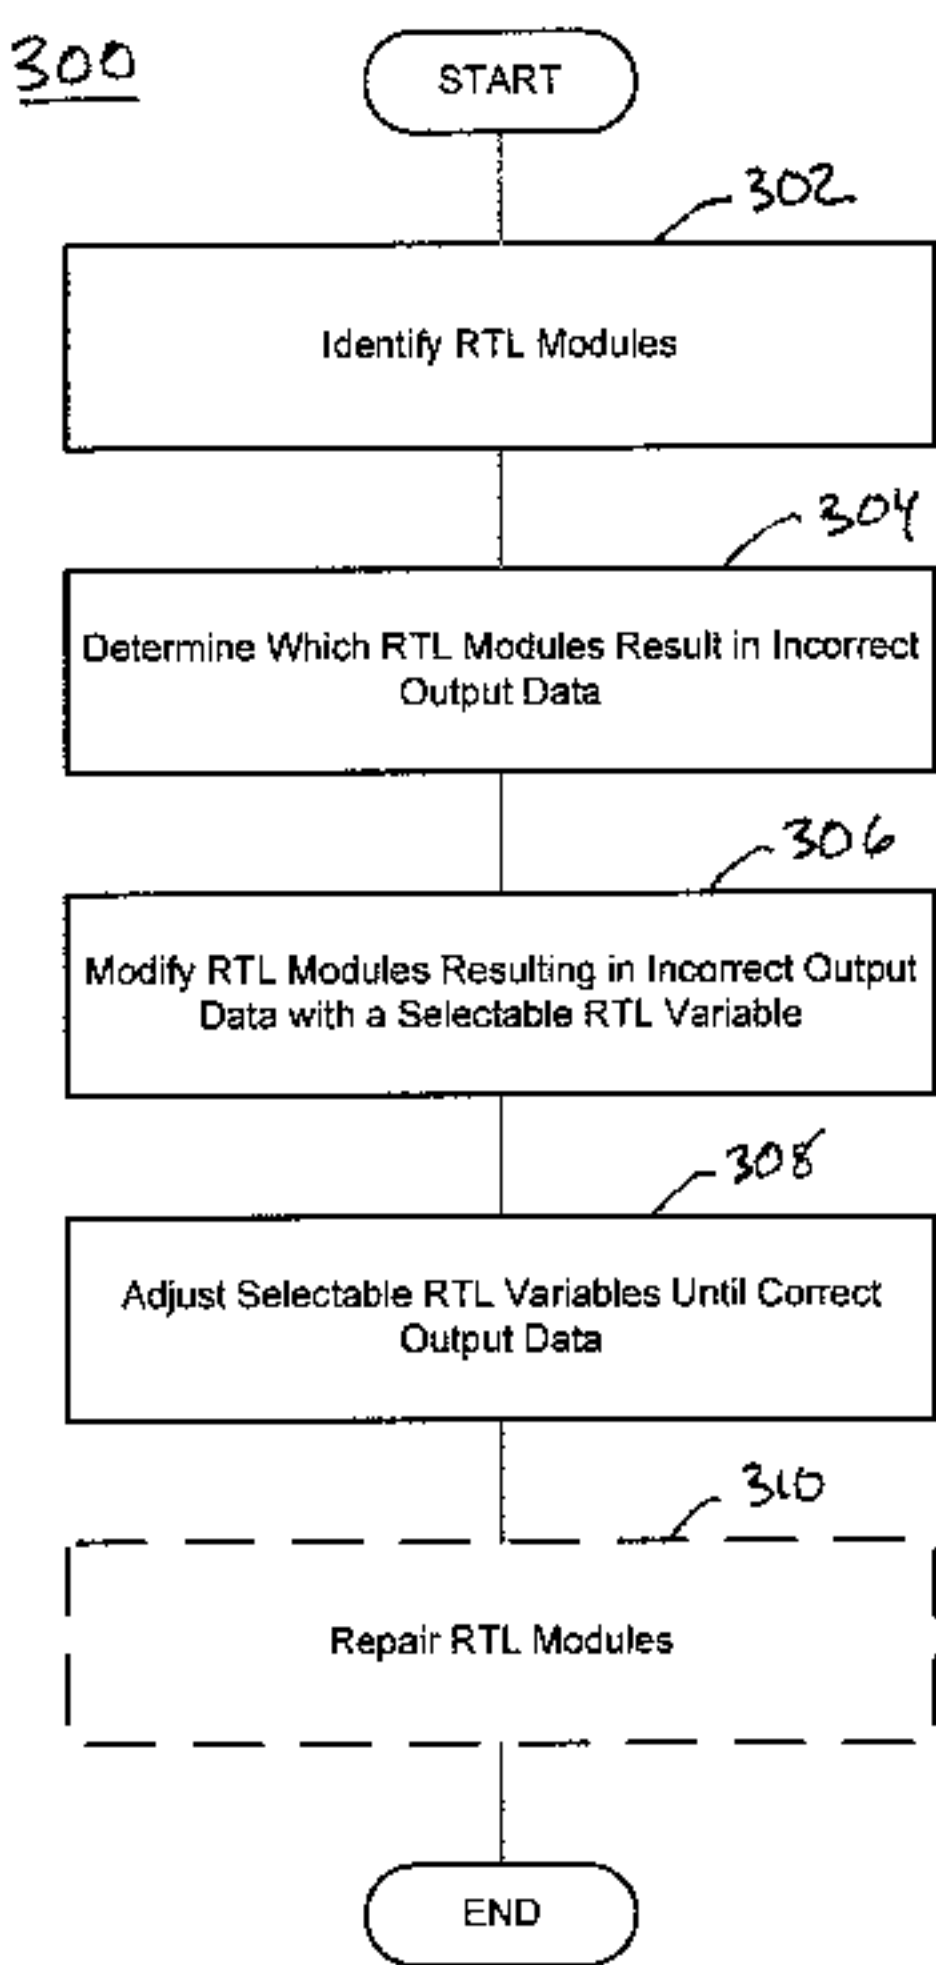 300
START
302
Identify RTL Modules
304
Determine Which RTL Modules Result in Incorrect
Output Data
306
Modify RTL Modules Resulting in Incorrect Output
Data with a Selectable RTL Variable
308
Adjust Selectable RTL Variables Until Correct
Output Data
310
Repair RTL Modules
END